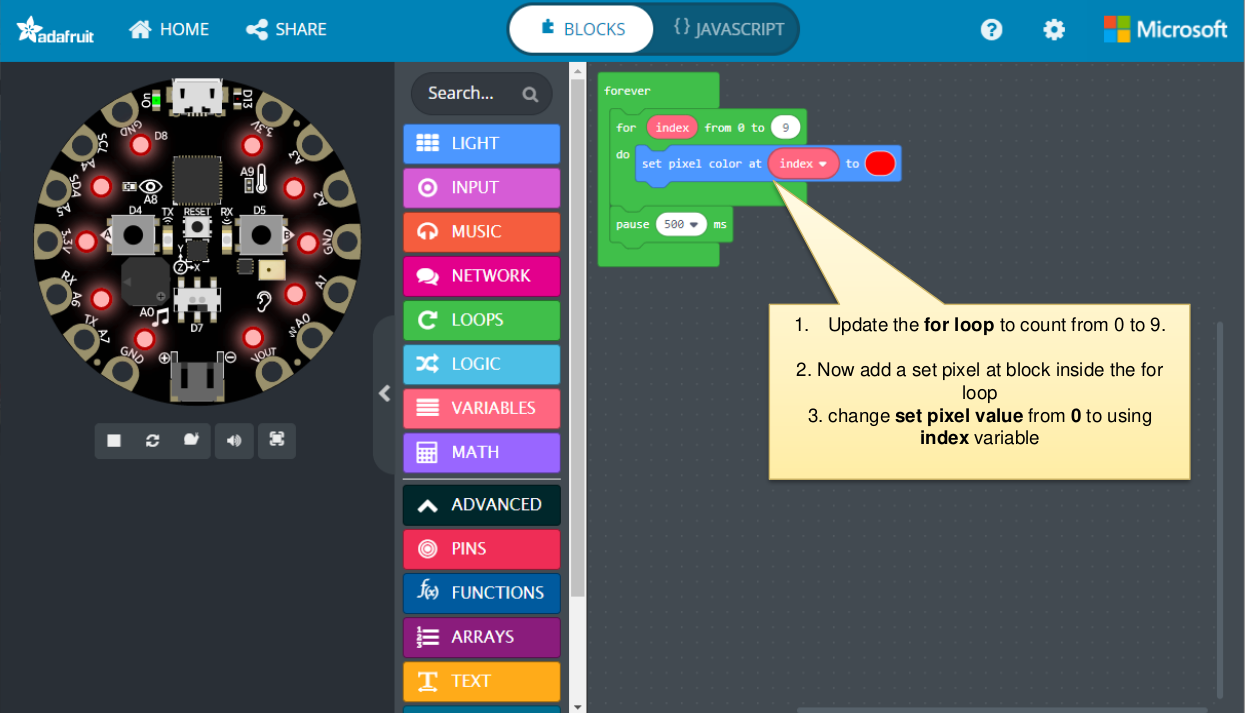 adafruit
HOME
SHARE
BLOCKS
{} JAVASCRIPT
?
Microsoft
Search...
LIGHT
INPUT
MUSIC
NETWORK
LOOPS
LOGIC
VARIABLES
MATH
ADVANCED
PINS
f(x) FUNCTIONS
ARRAYS
TEXT
On
D13
GND
D8
3.3V
SCL
A4
A3
SDA
A5
A8
A9
A2
D4
TX
RESET
RX
D5
3.3V
A
B
GND
Y
Z
X
RX
A6
A1
TX
A7
A0
D7
A0
GND
VOUT
forever
for index from 0 to 9
do
set pixel color at index to
pause 500 ms
1. Update the for loop to count from 0 to 9.
2. Now add a set pixel at block inside the for
loop
3. change set pixel value from 0 to using
index variable